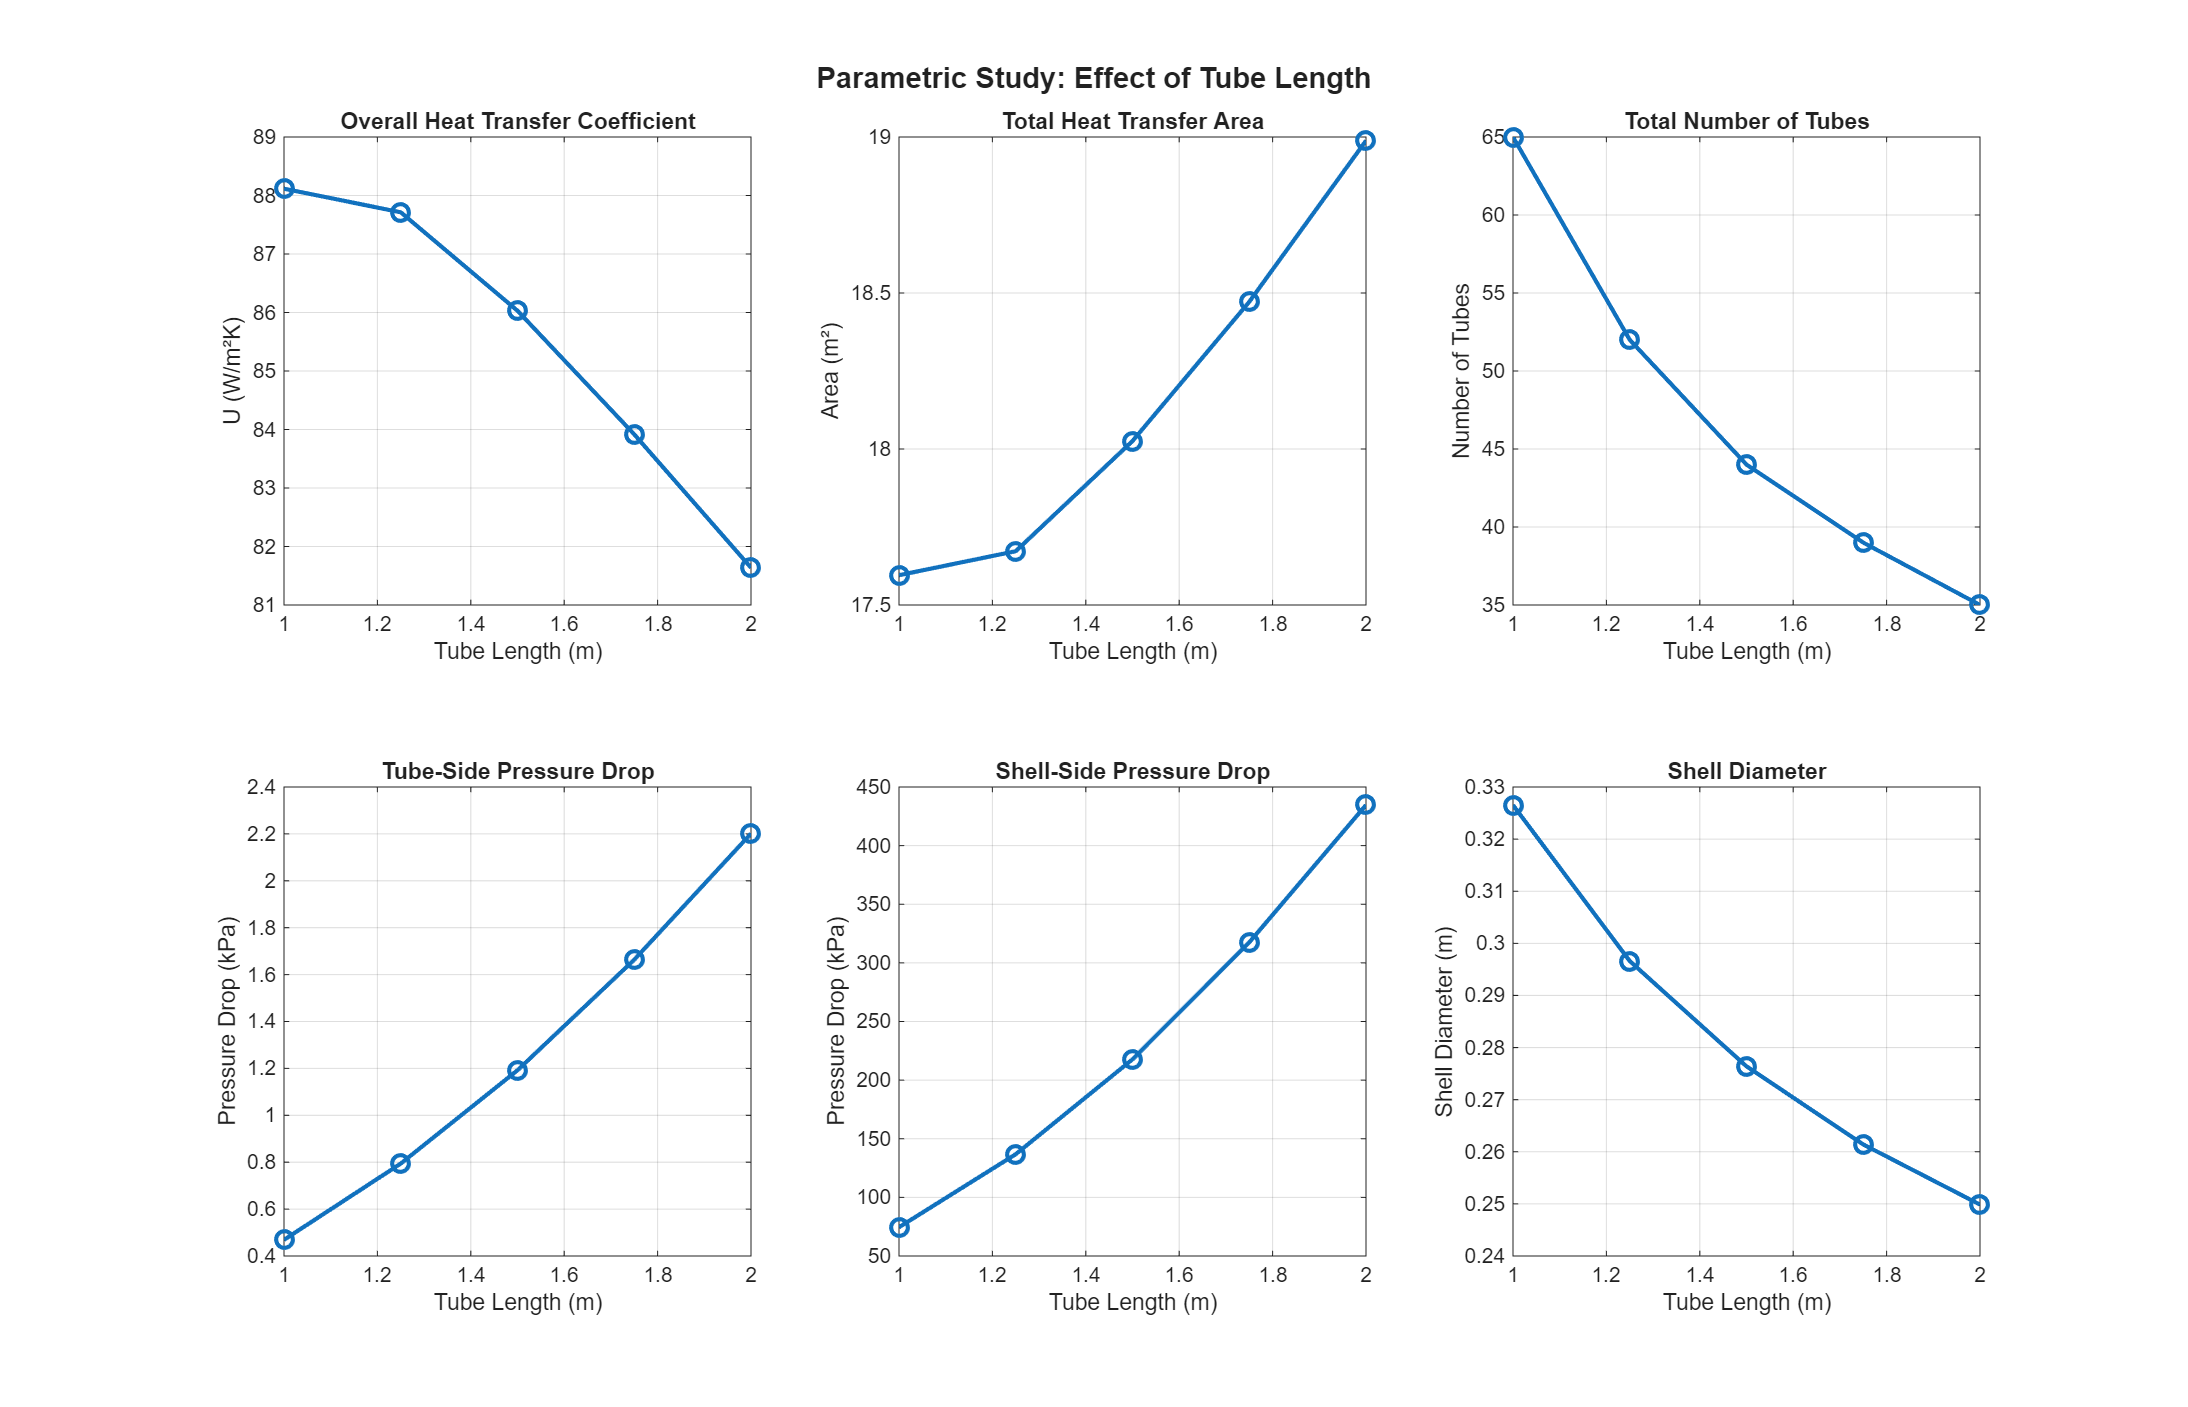 Parametric Study: Effect of Tube Length
Overall Heat Transfer Coefficient
89
88
87
86
85
84
83
82
81
U (W/m²K)
1 1.2 1.4 1.6 1.8 2
Tube Length (m)
Total Heat Transfer Area
19
18.5
18
17.5
Area (m²)
1 1.2 1.4 1.6 1.8 2
Tube Length (m)
Total Number of Tubes
65
60
55
50
45
40
35
Number of Tubes
1 1.2 1.4 1.6 1.8 2
Tube Length (m)
Tube-Side Pressure Drop
2.4
2.2
2
1.8
1.6
1.4
1.2
1
0.8
0.6
0.4
Pressure Drop (kPa)
1 1.2 1.4 1.6 1.8 2
Tube Length (m)
Shell-Side Pressure Drop
450
400
350
300
250
200
150
100
50
Pressure Drop (kPa)
1 1.2 1.4 1.6 1.8 2
Tube Length (m)
Shell Diameter
0.33
0.32
0.31
0.3
0.29
0.28
0.27
0.26
0.25
0.24
Shell Diameter (m)
1 1.2 1.4 1.6 1.8 2
Tube Length (m)